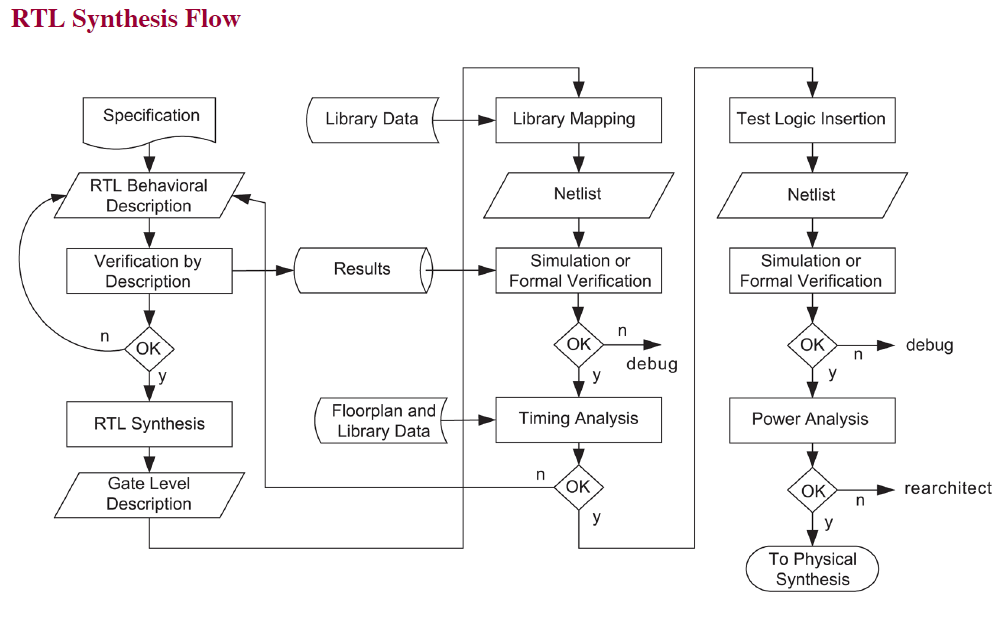 RTL Synthesis Flow
Specification
RTL Behavioral
Description
Verification by
Description
n
OK
y
RTL Synthesis
Gate Level
Description
Library Data
Library Mapping
Netlist
Results
Simulation or
Formal Verification
OK
n
debug
y
Floorplan and
Library Data
Timing Analysis
n
OK
y
Test Logic Insertion
Netlist
Simulation or
Formal Verification
OK
n
debug
y
Power Analysis
OK
n
rearchitect
y
To Physical
Synthesis